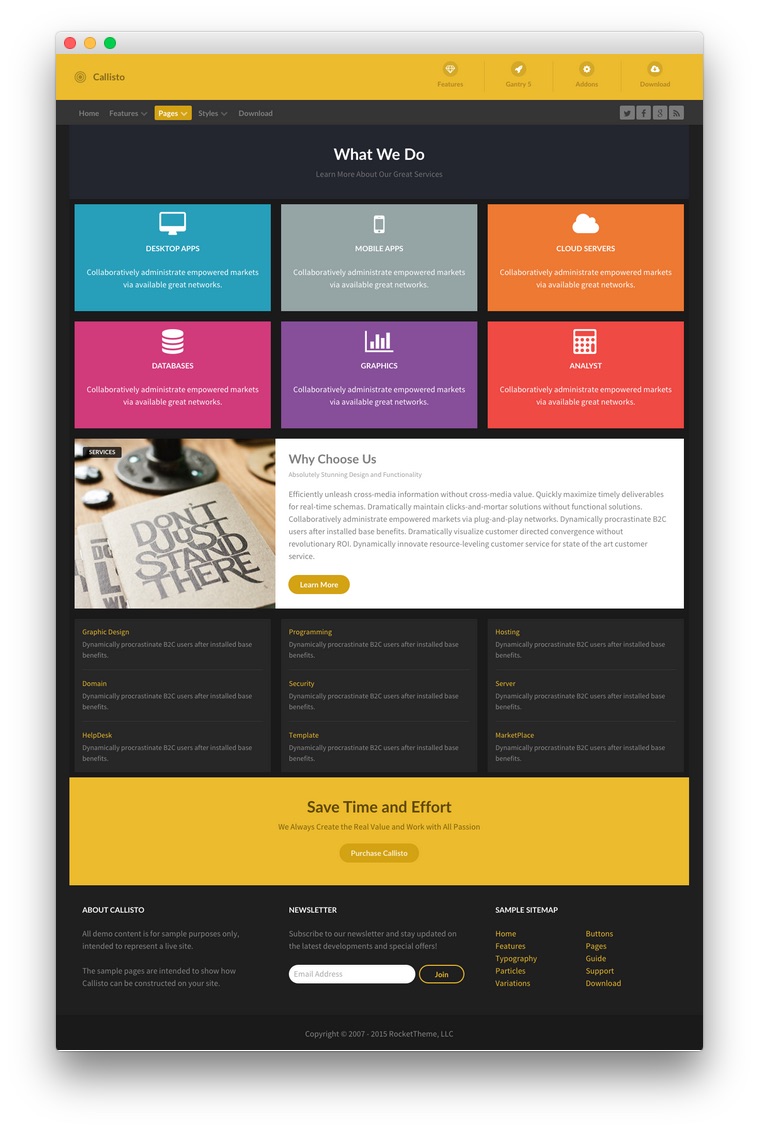 Callisto
Features
Gantry 5
Addons
Download
Home
Features
Pages
Styles
Download
What We Do
Learn More About Our Great Services
DESKTOP APPS
Collaboratively administrate empowered markets
via available great networks.
MOBILE APPS
Collaboratively administrate empowered markets
via available great networks.
CLOUD SERVERS
Collaboratively administrate empowered markets
via available great networks.
DATABASES
Collaboratively administrate empowered markets
via available great networks.
GRAPHICS
Collaboratively administrate empowered markets
via available great networks.
ANALYST
Collaboratively administrate empowered markets
via available great networks.
SERVICES
DON'T
JUST
STAND
THERE
Why Choose Us
Absolutely Stunning Design and Functionality
Efficiently unleash cross-media information without cross-media value. Quickly maximize timely deliverables
for real-time schemas. Dramatically maintain clicks-and-mortar solutions without functional solutions.
Collaboratively administrate empowered markets via plug-and-play networks. Dynamically procrastinate B2C
users after installed base benefits. Dramatically visualize customer directed convergence without
revolutionary ROI. Dynamically innovate resource-leveling customer service for state of the art customer
service.
Learn More
Graphic Design
Dynamically procrastinate B2C users after installed base
benefits.
Domain
Dynamically procrastinate B2C users after installed base
benefits.
HelpDesk
Dynamically procrastinate B2C users after installed base
benefits.
Programming
Dynamically procrastinate B2C users after installed base
benefits.
Security
Dynamically procrastinate B2C users after installed base
benefits.
Template
Dynamically procrastinate B2C users after installed base
benefits.
Hosting
Dynamically procrastinate B2C users after installed base
benefits.
Server
Dynamically procrastinate B2C users after installed base
benefits.
MarketPlace
Dynamically procrastinate B2C users after installed base
benefits.
Save Time and Effort
We Always Create the Real Value and Work with All Passion
Purchase Callisto
ABOUT CALLISTO
All demo content is for sample purposes only,
intended to represent a live site.
The sample pages are intended to show how
Callisto can be constructed on your site.
NEWSLETTER
Subscribe to our newsletter and stay updated on
the latest developments and special offers!
Email Address
Join
SAMPLE SITEMAP
Home
Features
Typography
Particles
Variations
Buttons
Pages
Guide
Support
Download
Copyright © 2007 - 2015 RocketTheme, LLC